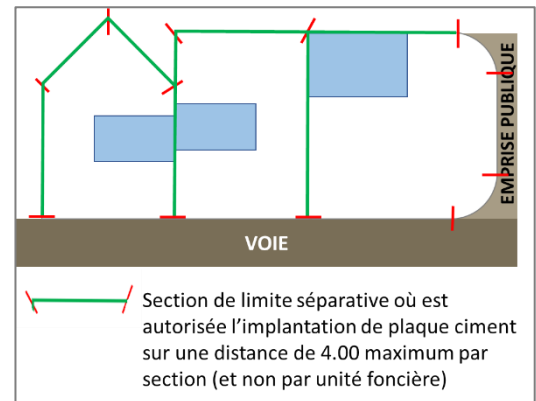 EMPRISE PUBLIQUE
VOIE
Section de limite séparative où est
autorisée l’implantation de plaque ciment
sur une distance de 4.00 maximum par
section (et non par unité foncière)